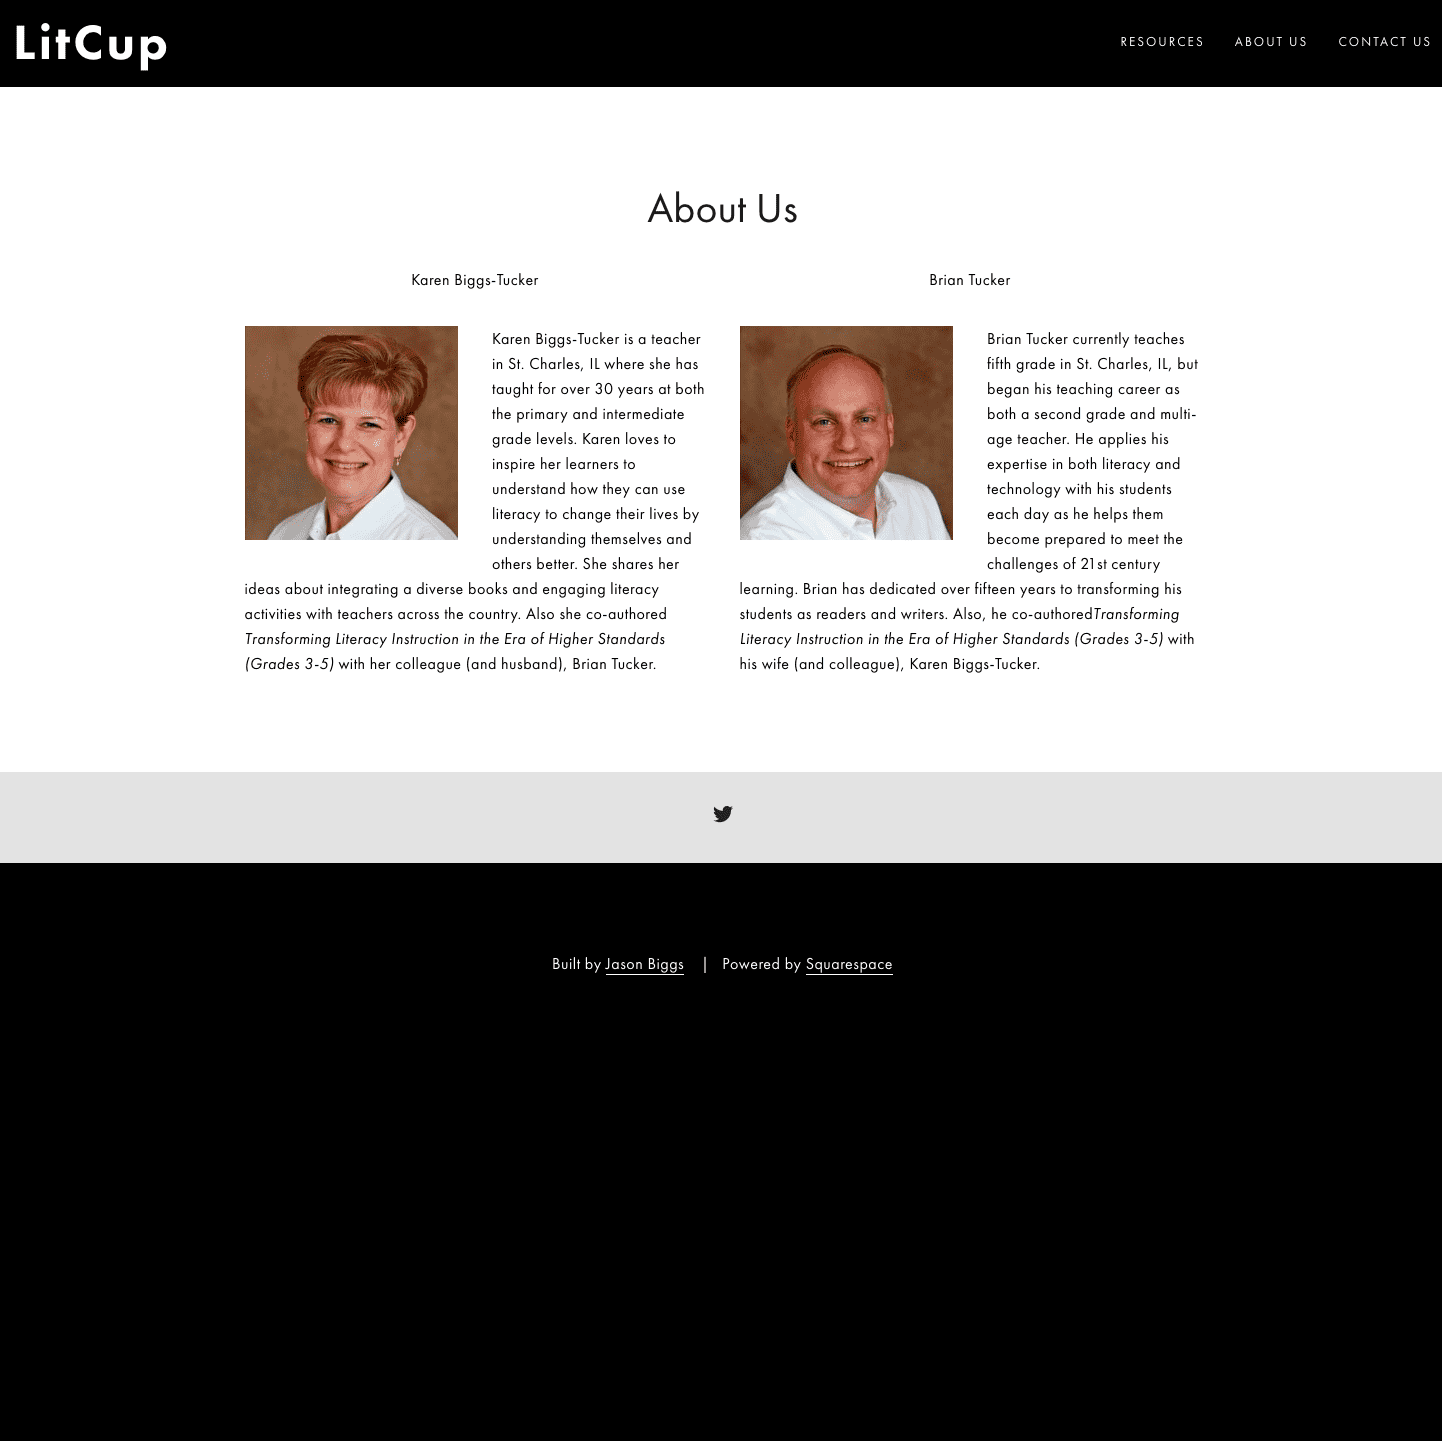 LitCup
RESOURCES
ABOUT US
CONTACT US
About Us
Karen Biggs-Tucker
Karen Biggs-Tucker is a teacher
in St. Charles, IL where she has
taught for over 30 years at both
the primary and intermediate
grade levels. Karen loves to
inspire her learners to
understand how they can use
literacy to change their lives by
understanding themselves and
others better. She shares her
ideas about integrating a diverse books and engaging literacy
activities with teachers across the country. Also she co-authored
Transforming Literacy Instruction in the Era of Higher Standards
(Grades 3-5) with her colleague (and husband), Brian Tucker.
Brian Tucker
Brian Tucker currently teaches
fifth grade in St. Charles, IL, but
began his teaching career as
both a second grade and multi-
age teacher. He applies his
expertise in both literacy and
technology with his students
each day as he helps them
become prepared to meet the
challenges of 21st century
learning. Brian has dedicated over fifteen years to transforming his
students as readers and writers. Also, he co-authoredTransforming
Literacy Instruction in the Era of Higher Standards (Grades 3-5) with
his wife (and colleague), Karen Biggs-Tucker.
Built by Jason Biggs | Powered by Squarespace